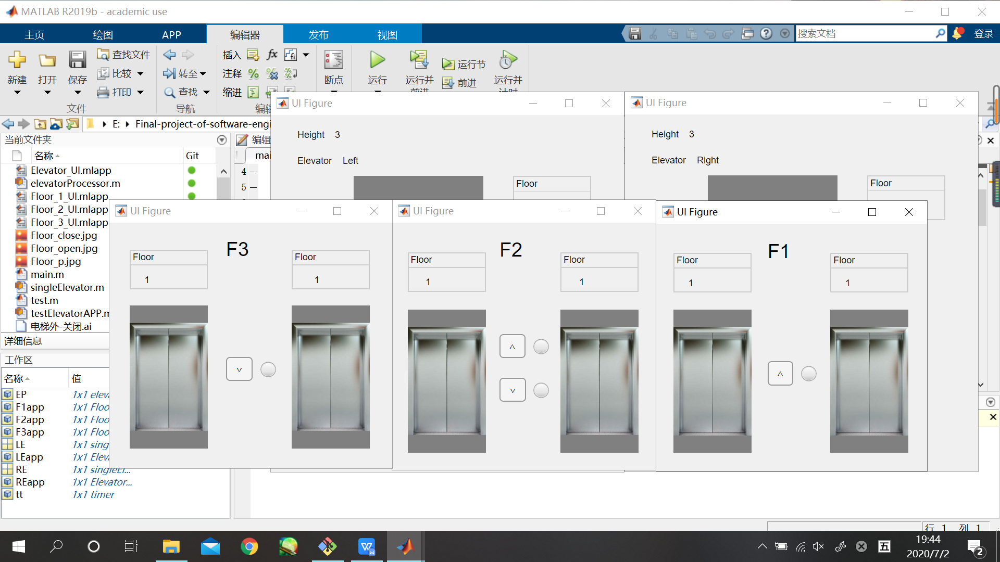 MATLAB R2019b - academic use
主页 绘图 APP 编辑器 发布 视图 搜索文档 登录
新建 打开 保存 查找文件 比较 打印 文件
转至 查找 导航
插入 fx 注释 缩进
断点 运行 运行并 运行节 前进 运行并
E: Final-project-of-software-engi
当前文件夹
名称 Git
Elevator_UI.mlapp
elevatorProcessor.m
Floor_1_UI.mlapp
Floor_2_UI.mlapp
Floor_3_UI.mlapp
Floor_close.jpg
Floor_open.jpg
Floor_p.jpg
main.m
singleElevator.m
test.m
testElevatorAPP.m
电梯外-关闭.ai
详细信息
工作区
名称 值
EP 1x1 eleva
F1app 1x1 Floo
F2app 1x1 Floo
F3app 1x1 Floo
LE 1x1 sing
LEapp 1x1 Eleva
RE 1x1 singleEl...
REapp 1x1 Elevator...
tt 1x1 timer
编辑
mai
4
5
UI Figure
Height 3
Elevator Left
Floor
UI Figure
Height 3
Elevator Right
Floor
UI Figure
F3
Floor Floor
1 1
˅
UI Figure
F2
Floor Floor
1 1
^
˅
UI Figure
F1
Floor Floor
1 1
^
行 1 列 1
五
19:44
2020/7/2
2